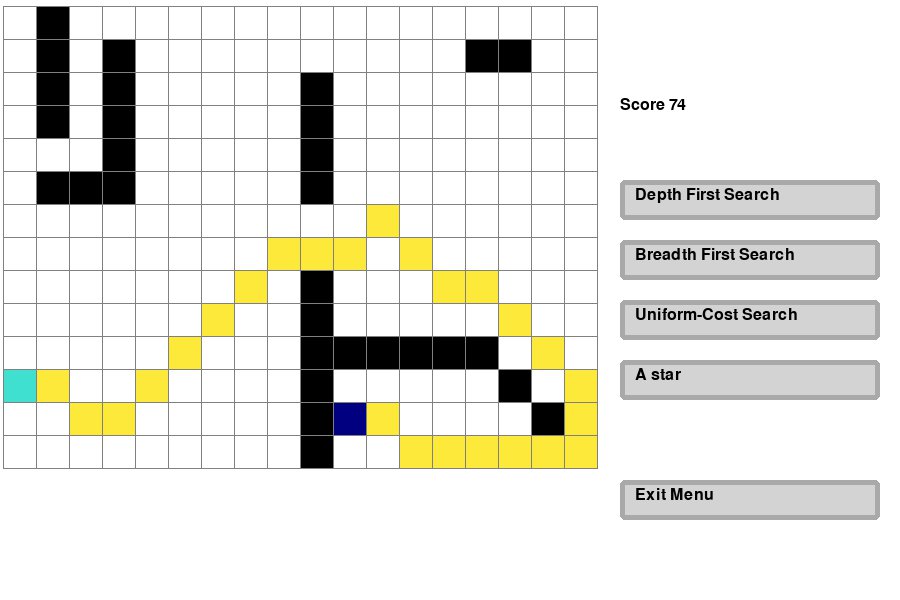 Score 74
Depth First Search
Breadth First Search
Uniform-Cost Search
A star
Exit Menu